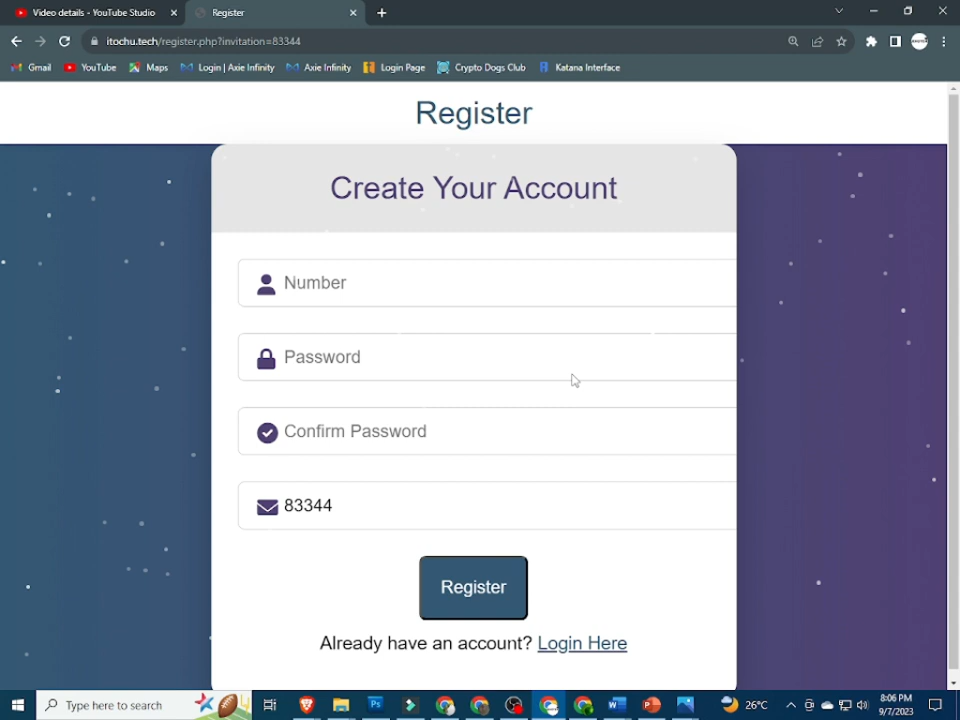 Video details - YouTube Studio
Register
itochu.tech/register.php?invitation=83344
Gmail
YouTube
Maps
Login | Axie Infinity
Axie Infinity
Login Page
Crypto Dogs Club
Katana Interface
Register
Create Your Account
Number
Password
Confirm Password
83344
Register
Already have an account? Login Here
Type here to search
26°C
8:06 PM
9/7/2023